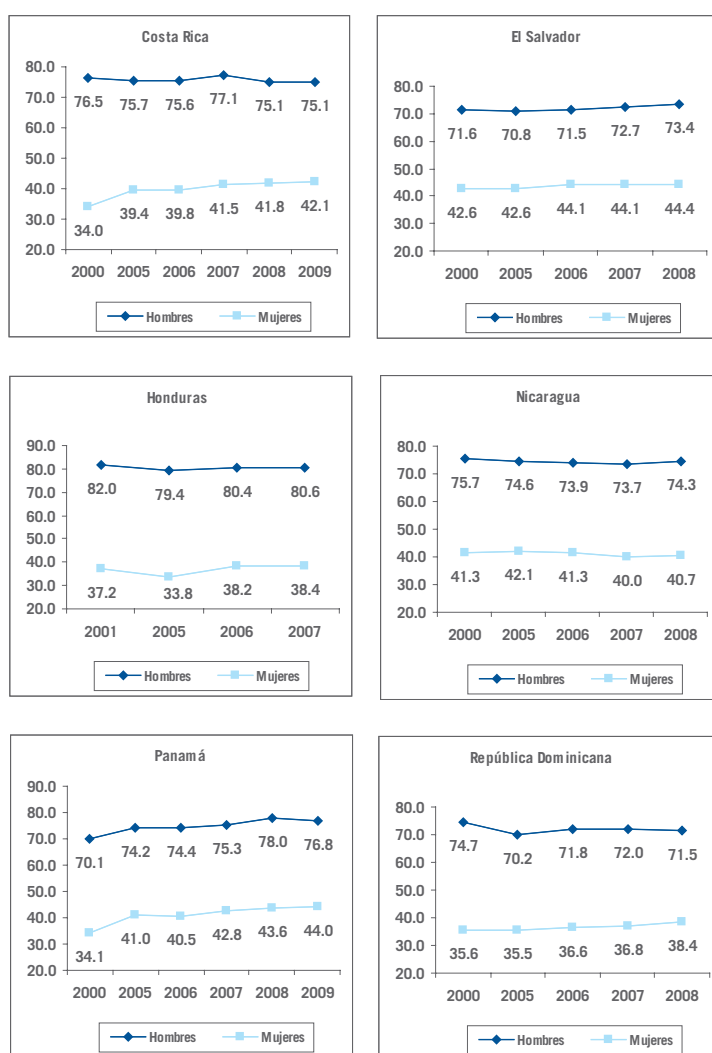 Costa Rica
80.0
70.0
60.0
50.0
40.0
30.0
20.0
76.5 75.7 75.6 77.1 75.1 75.1
34.0 39.4 39.8 41.5 41.8 42.1
2000 2005 2006 2007 2008 2009
Hombres Mujeres
El Salvador
80.0
70.0
60.0
50.0
40.0
30.0
20.0
71.6 70.8 71.5 72.7 73.4
42.6 42.6 44.1 44.1 44.4
2000 2005 2006 2007 2008
Hombres Mujeres
Honduras
90.0
80.0
70.0
60.0
50.0
40.0
30.0
20.0
82.0 79.4 80.4 80.6
37.2 33.8 38.2 38.4
2001 2005 2006 2007
Hombres Mujeres
Nicaragua
80.0
70.0
60.0
50.0
40.0
30.0
20.0
75.7 74.6 73.9 73.7 74.3
41.3 42.1 41.3 40.0 40.7
2000 2005 2006 2007 2008
Hombres Mujeres
Panamá
90.0
80.0
70.0
60.0
50.0
40.0
30.0
20.0
70.1 74.2 74.4 75.3 78.0 76.8
34.1 41.0 40.5 42.8 43.6 44.0
2000 2005 2006 2007 2008 2009
Hombres Mujeres
República Dominicana
80.0
70.0
60.0
50.0
40.0
30.0
20.0
74.7 70.2 71.8 72.0 71.5
35.6 35.5 36.6 36.8 38.4
2000 2005 2006 2007 2008
Hombres Mujeres